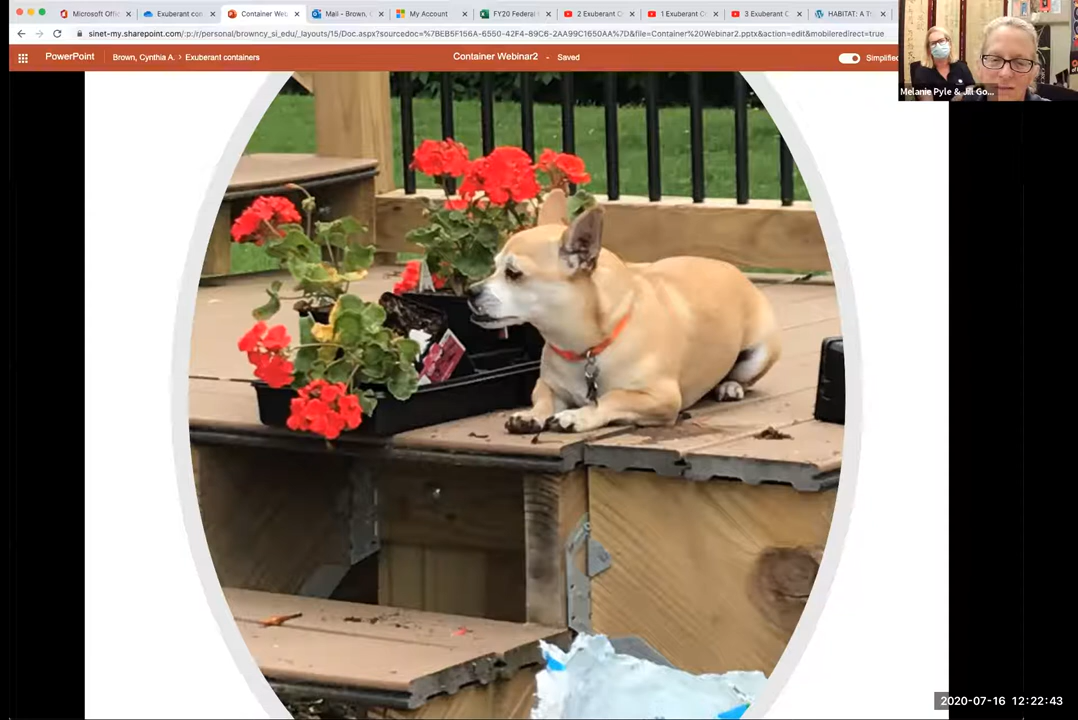 Microsoft Offic
Exuberant con
Container Web
Mail - Brown, C
My Account
FY20 Federal H
2 Exuberant C
1 Exuberant C
3 Exuberant C
HABITAT: A Th
sinet-my.sharepoint.com/:p:/r/personal/browncy_si_edu/_layouts/15/Doc.aspx?sourcedoc=%7BEB5F156A-6550-42F4-89C6-2AA99C1650AA%7D&file=Container%20Webinar2.pptx&action=edit&mobileredirect=true
PowerPoint
Brown, Cynthia A. > Exuberant containers
Container Webinar2 - Saved
Simplified
Melanie Pyle & Jill Go...
2020-07-16 12:22:43